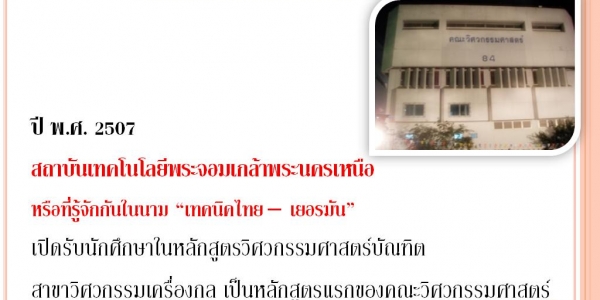 คณะวิศวกรรมศาสตร์
84
ปี พ.ศ. 2507
สถาบันเทคโนโลยีพระจอมเกล้าพระนครเหนือ
หรือที่รู้จักกันในนาม “เทคนิคไทย – เยอรมัน”
เปิดรับนักศึกษาในหลักสูตรวิศวกรรมศาสตร์บัณฑิต
สาขาวิศวกรรมเครื่องกล เป็นหลักสูตรแรกของคณะวิศวกรรมศาสตร์